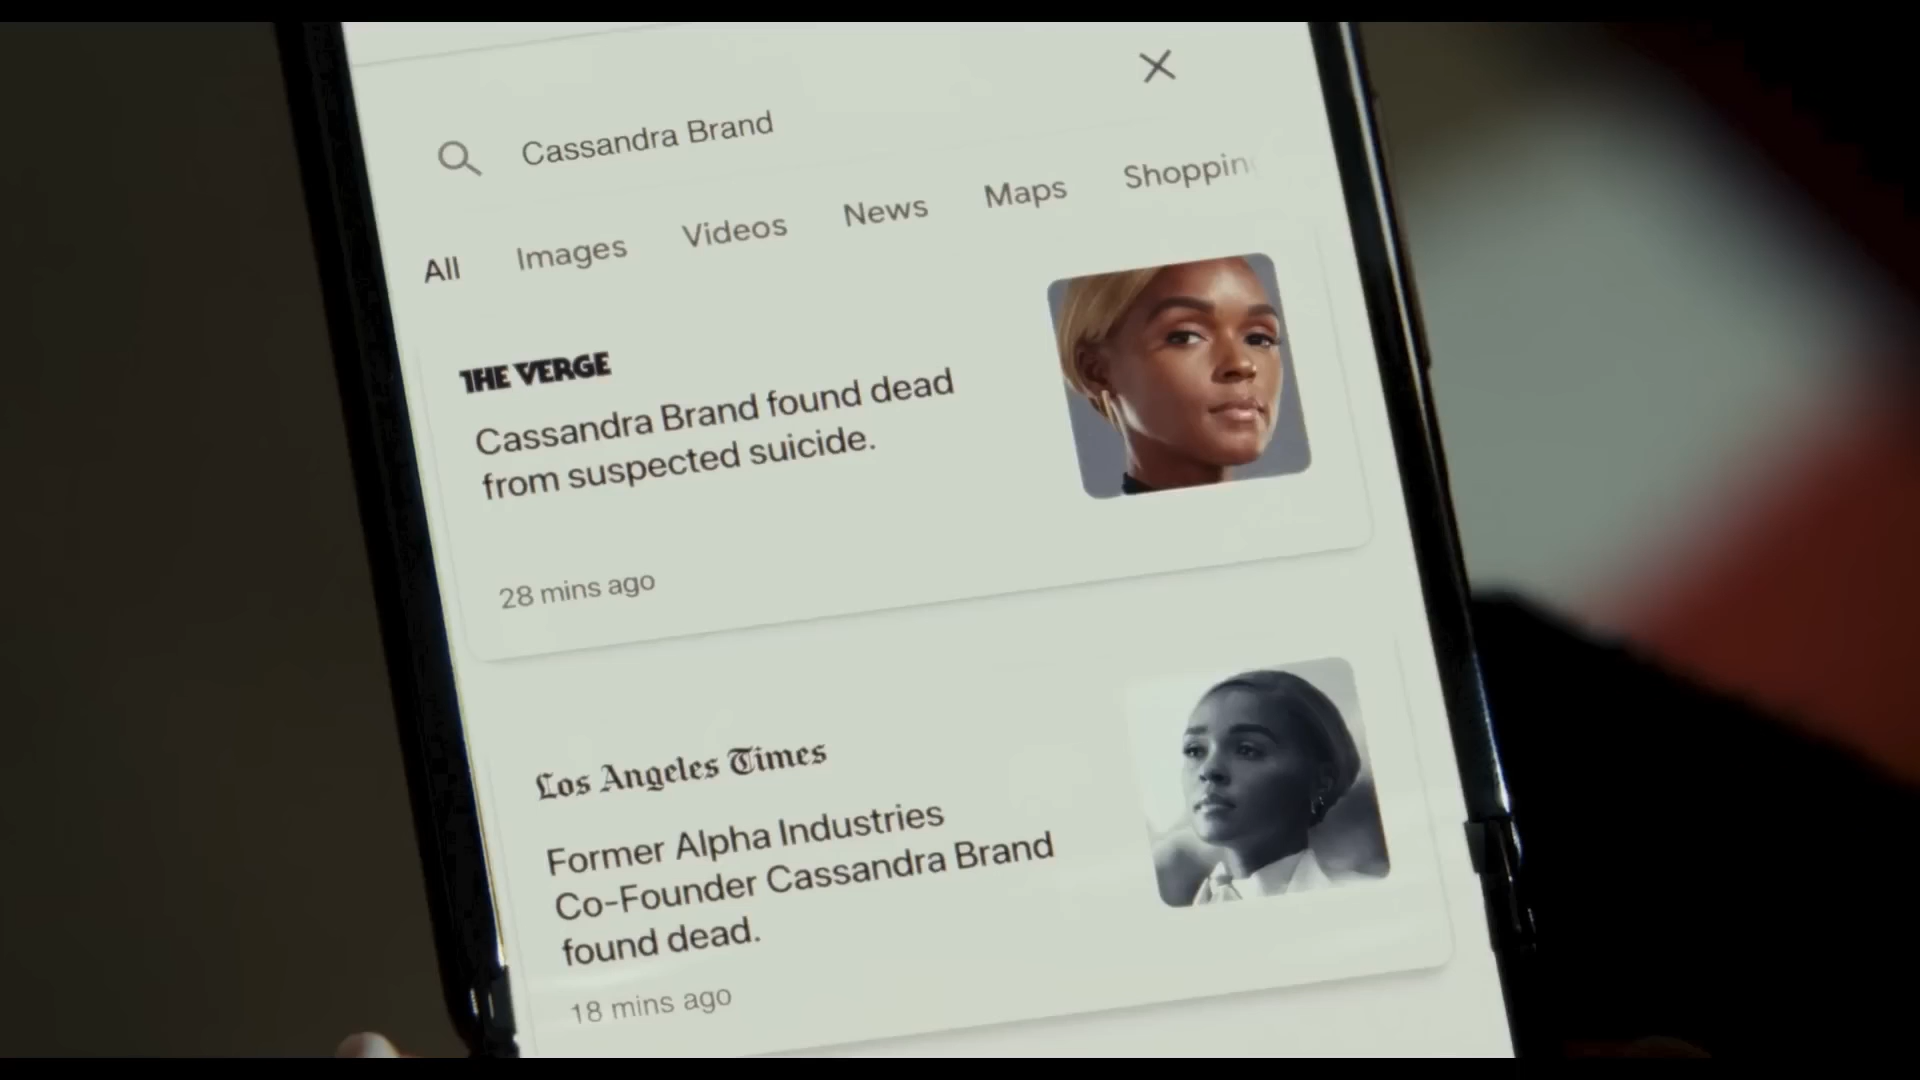 Cassandra Brand
All Images Videos News Maps Shoppin
THE VERGE
Cassandra Brand found dead
from suspected suicide.
28 mins ago
Los Angeles Times
Former Alpha Industries
Co-Founder Cassandra Brand
found dead.
18 mins ago